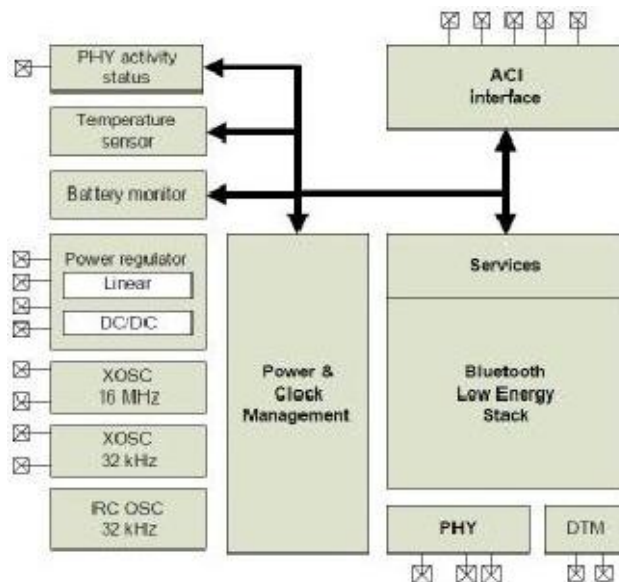 PHY activity
status
ACI
interface
Temperature
sensor
Battery monitor
Power regulator
Linear
DC/DC
Services
XOSC
16 MHz
Power &
Clock
Management
Bluetooth
Low Energy
Stack
XOSC
32 kHz
IRC OSC
32 kHz
PHY
DTM